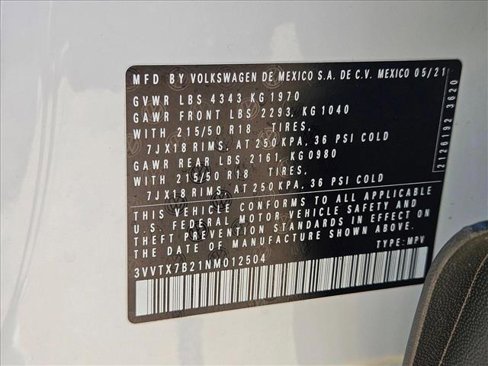 MFD BY VOLKSWAGEN DE MEXICO S.A. DE C.V. MEXICO 05/21
GVWR LBS 4343 KG 1970
GAWR FRONT LBS 2293, KG 1040
WITH 215/50 R18 TIRES,
7JX18 RIMS, AT 250 KPA, 36 PSI COLD
GAWR REAR LBS 2161, KG 0980
WITH 215/50 R18 TIRES,
7JX18 RIMS, AT 250 KPA, 36 PSI COLD
THIS VEHICLE CONFORMS TO ALL APPLICABLE
U.S. FEDERAL MOTOR VEHICLE SAFETY AND
THEFT PREVENTION STANDARDS IN EFFECT ON
THE DATE OF MANUFACTURE SHOWN ABOVE.
3VVTX7B21NM012504 TYPE: MPV
2126192 3620